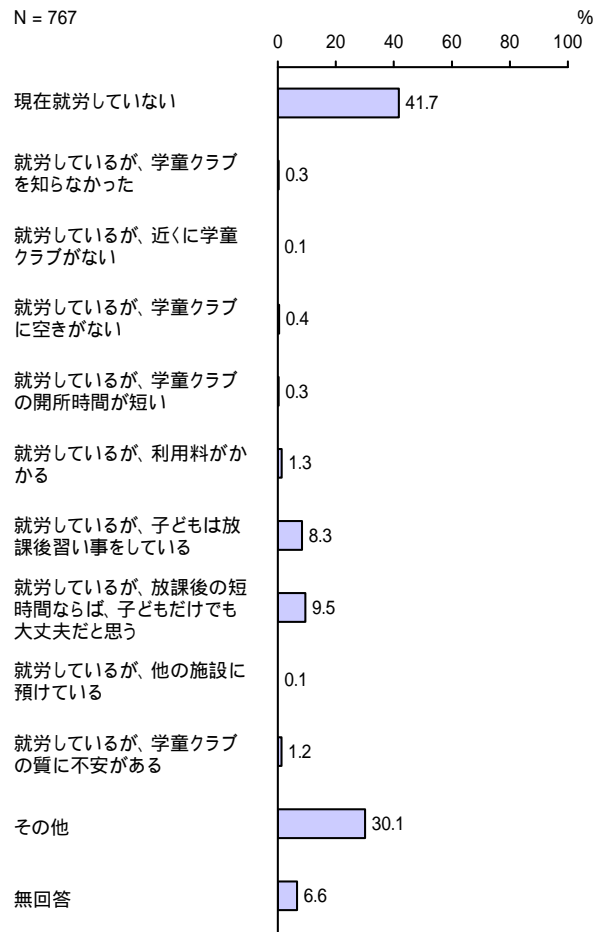 N = 767
%
0 20 40 60 80 100
現在就労していない 41.7
就労しているが、学童クラブ
を知らなかった 0.3
就労しているが、近くに学童
クラブがない 0.1
就労しているが、学童クラブ
に空きがない 0.4
就労しているが、学童クラブ
の開所時間が短い 0.3
就労しているが、利用料がか
かる 1.3
就労しているが、子どもは放
課後習い事をしている 8.3
就労しているが、放課後の短
時間ならば、子どもだけでも
大丈夫だと思う 9.5
就労しているが、他の施設に
預けている 0.1
就労しているが、学童クラブ
の質に不安がある 1.2
その他 30.1
無回答 6.6